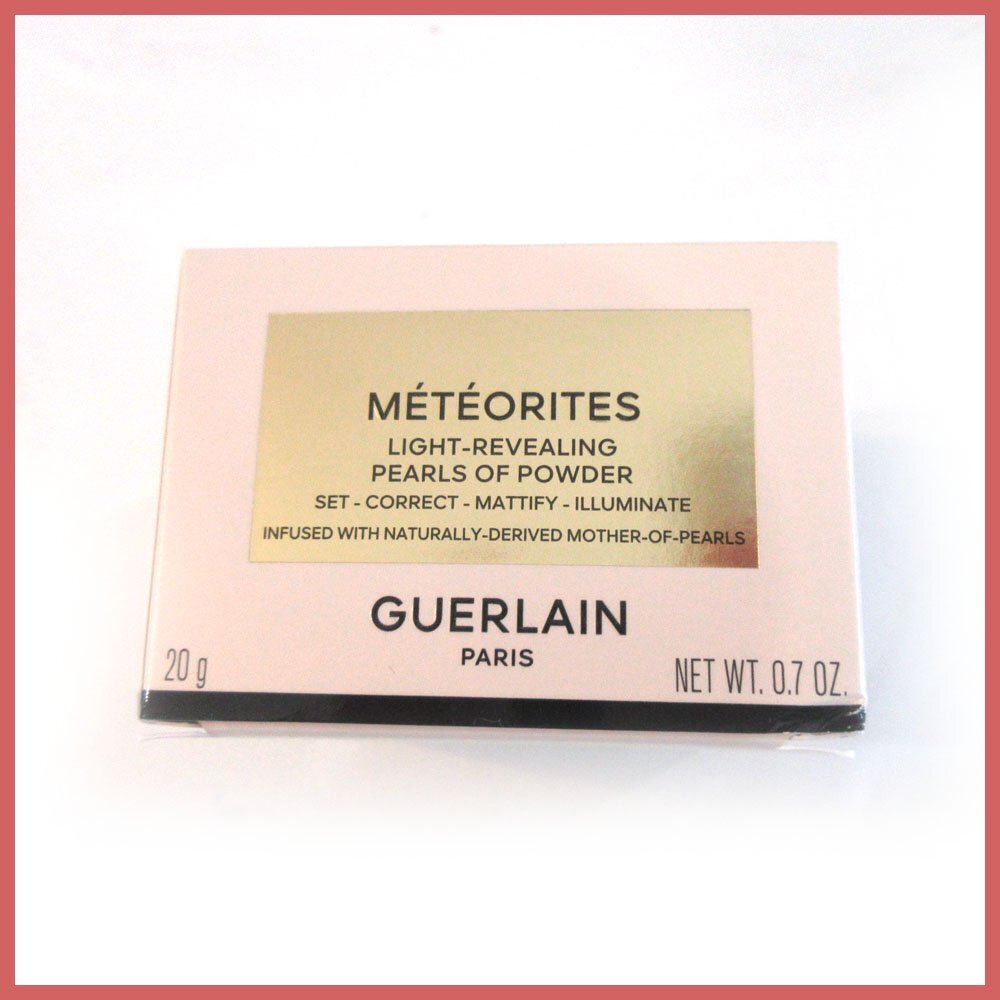 MÉTÉORITES
LIGHT-REVEALING
PEARLS OF POWDER
SET - CORRECT - MATTIFY - ILLUMINATE
INFUSED WITH NATURALLY-DERIVED MOTHER-OF-PEARLS
GUERLAIN
PARIS
20 g
NET WT. 0.7 OZ.